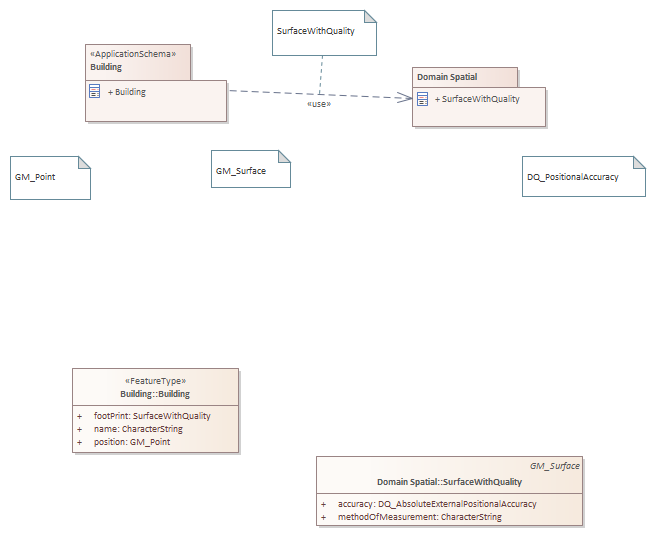 SurfaceWithQuality
«ApplicationSchema»
Building
+ Building
«use»
Domain Spatial
+ SurfaceWithQuality
GM_Point
GM_Surface
DQ_PositionalAccuracy
«FeatureType»
Building::Building
+ footPrint: SurfaceWithQuality
+ name: CharacterString
+ position: GM_Point
GM_Surface
Domain Spatial::SurfaceWithQuality
+ accuracy: DQ_AbsoluteExternalPositionalAccuracy
+ methodOfMeasurement: CharacterString